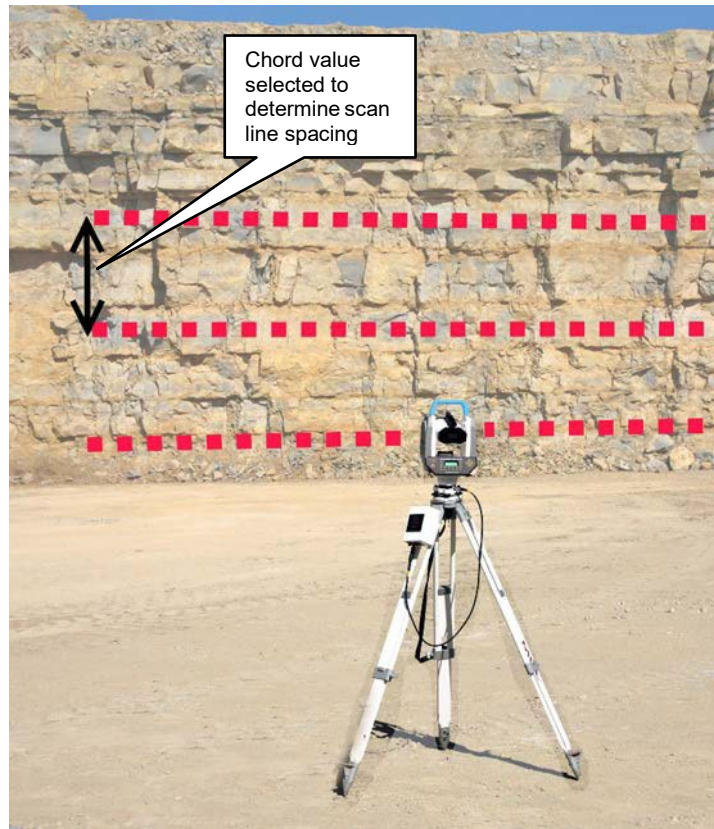 Chord value
selected to
determine scan
line spacing